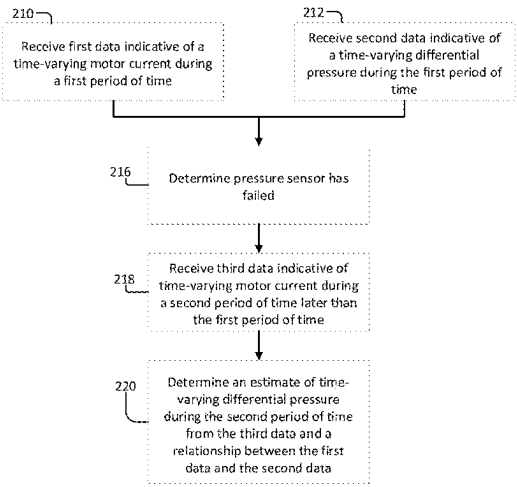 210
Receive first data indicative of a
time-varying motor current during
a first period of time
212
Receive second data indicative of
a time-varying differential
pressure during the first period of
time
216
Determine pressure sensor has
failed
218
Receive third data indicative of
time-varying motor current during
a second period of time later than
the first period of time
220
Determine an estimate of time-
varying differential pressure
during the second period of time
from the third data and a
relationship between the first
data and the second data